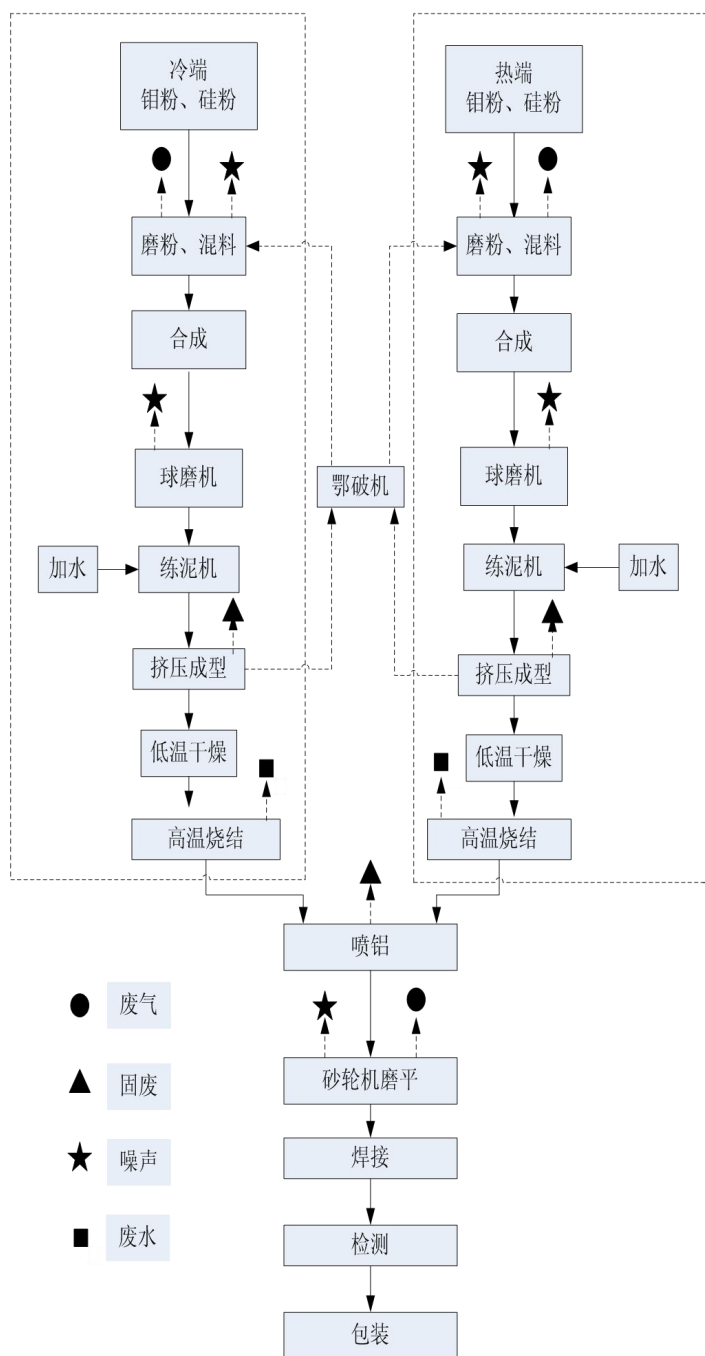 冷端
钼粉、硅粉
热端
钼粉、硅粉
磨粉、混料
磨粉、混料
合成
合成
球磨机
鄂破机
球磨机
加水
练泥机
练泥机
加水
挤压成型
挤压成型
低温干燥
低温干燥
高温烧结
高温烧结
喷铝
废气
砂轮机磨平
固废
焊接
噪声
检测
废水
包装